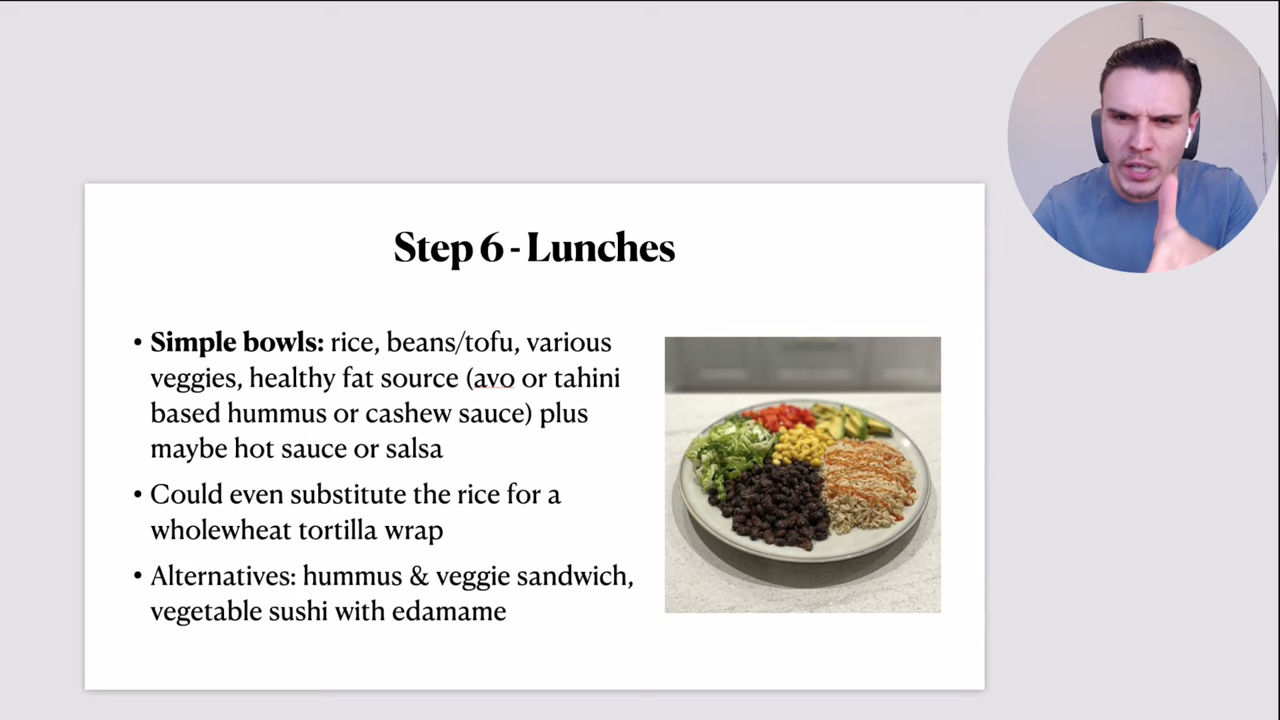 Step 6 - Lunches
• Simple bowls: rice, beans/tofu, various
veggies, healthy fat source (avo or tahini
based hummus or cashew sauce) plus
maybe hot sauce or salsa
• Could even substitute the rice for a
wholewheat tortilla wrap
• Alternatives: hummus & veggie sandwich,
vegetable sushi with edamame